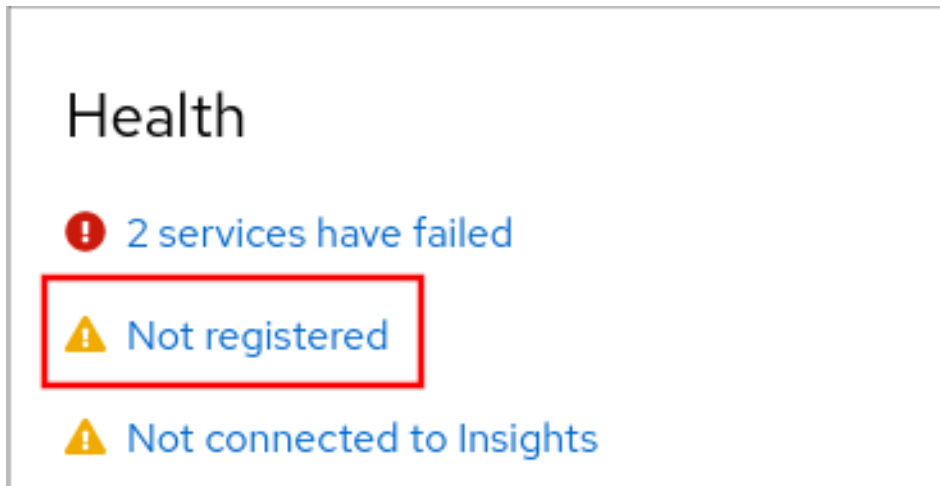 Health
2 services have failed
Not registered
Not connected to Insights